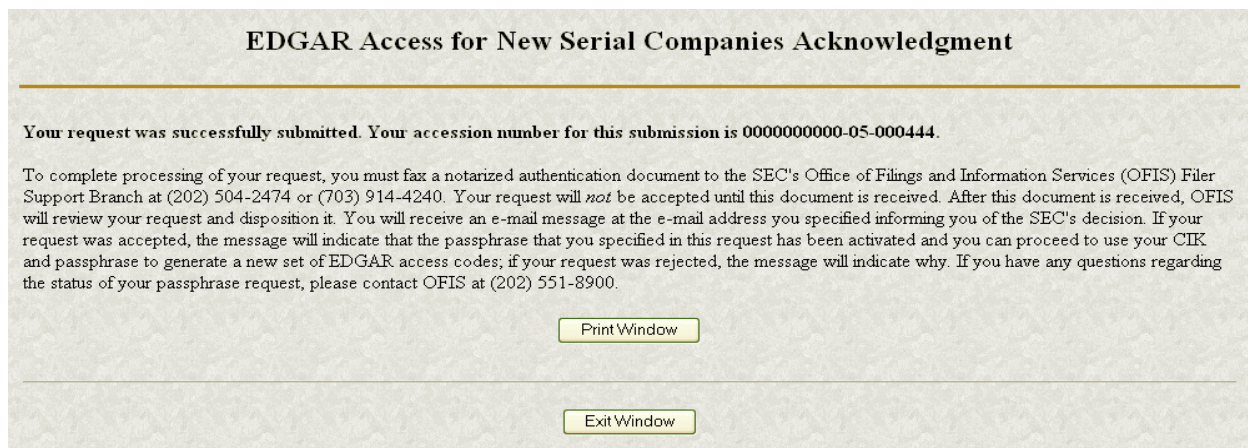 EDGAR Access for New Serial Companies Acknowledgment
Your request was successfully submitted. Your accession number for this submission is 0000000000-05-000444.
To complete processing of your request, you must fax a notarized authentication document to the SEC's Office of Filings and Information Services (OFIS) Filer
Support Branch at (202) 504-2474 or (703) 914-4240. Your request will not be accepted until this document is received. After this document is received, OFIS
will review your request and disposition it. You will receive an e-mail message at the e-mail address you specified informing you of the SEC's decision. If your
request was accepted, the message will indicate that the passphrase that you specified in this request has been activated and you can proceed to use your CIK
and passphrase to generate a new set of EDGAR access codes; if your request was rejected, the message will indicate why. If you have any questions regarding
the status of your passphrase request, please contact OFIS at (202) 551-8900.
Print Window
Exit Window